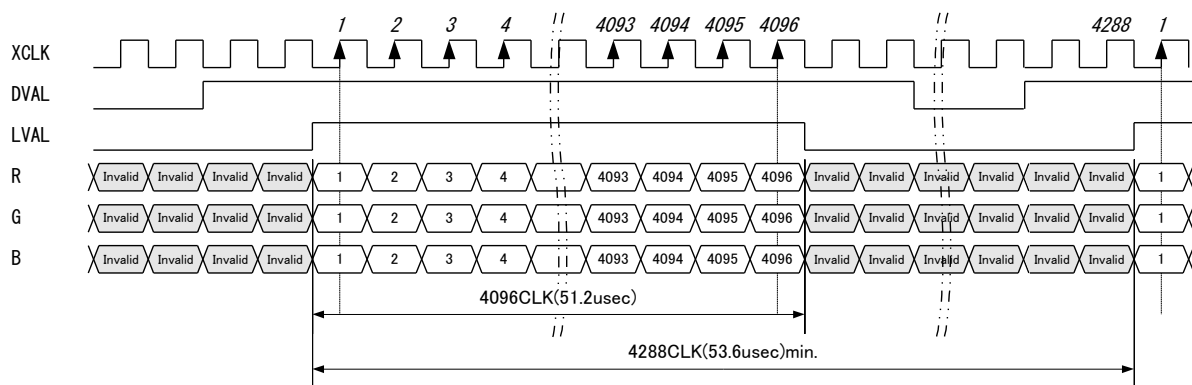 1 2 3 4 4093 4094 4095 4096 4288 1
XCLK
DVAL
LVAL
R Invalid Invalid Invalid Invalid 1 2 3 4 4093 4094 4095 4096 Invalid Invalid Invalid Invalid Invalid Invalid 1
G Invalid Invalid Invalid Invalid 1 2 3 4 4093 4094 4095 4096 Invalid Invalid Invalid Invalid Invalid Invalid 1
B Invalid Invalid Invalid Invalid 1 2 3 4 4093 4094 4095 4096 Invalid Invalid Invalid Invalid Invalid Invalid 1
4096CLK(51.2usec)
4288CLK(53.6usec)min.